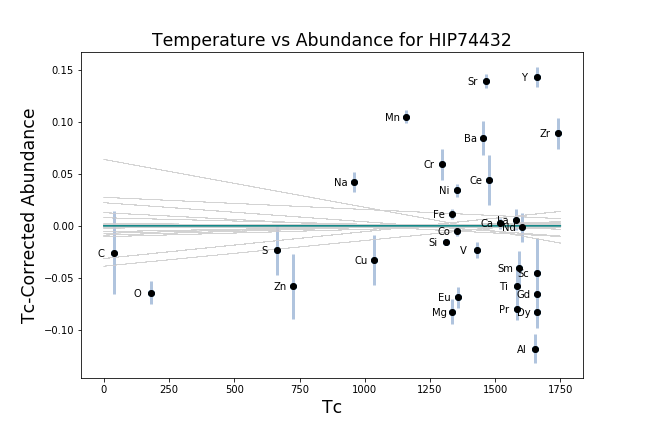 Temperature vs Abundance for HIP74432
Tc-Corrected Abundance
0.15
0.10
0.05
0.00
−0.05
−0.10
Sr
Y
Mn
Ba
Zr
Cr
Na
Ce
Ni
Fe
La
Ca
Nd
Co
Si
C
S
V
Cu
Sm
Sc
Zn
Ti
O
Eu
Gd
Mg
Pr
Dy
Al
0
250
500
750
1000
1250
1500
1750
Tc